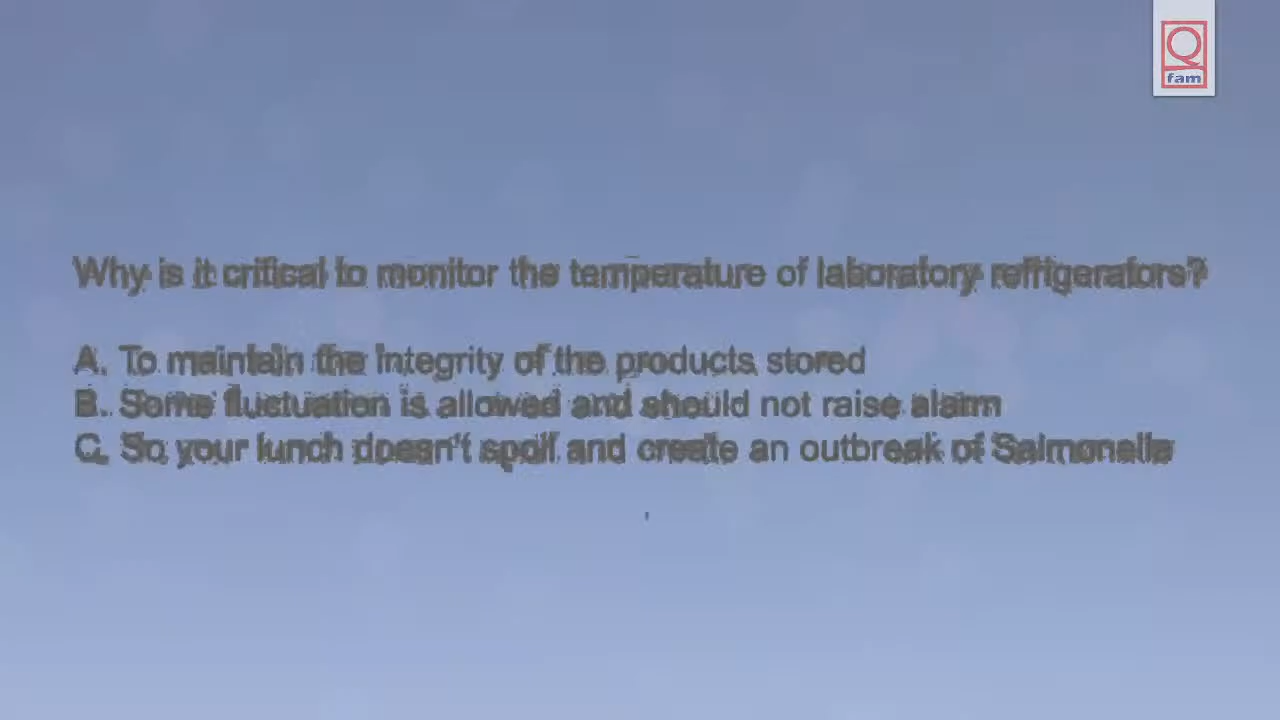 Q
fam
Why is it critical to monitor the temperature of laboratory refrigerators?
A. To maintain the integrity of the products stored
B. Some fluctuation is allowed and should not raise alarm
C. So your lunch doesn't spoil and create an outbreak of Salmonella